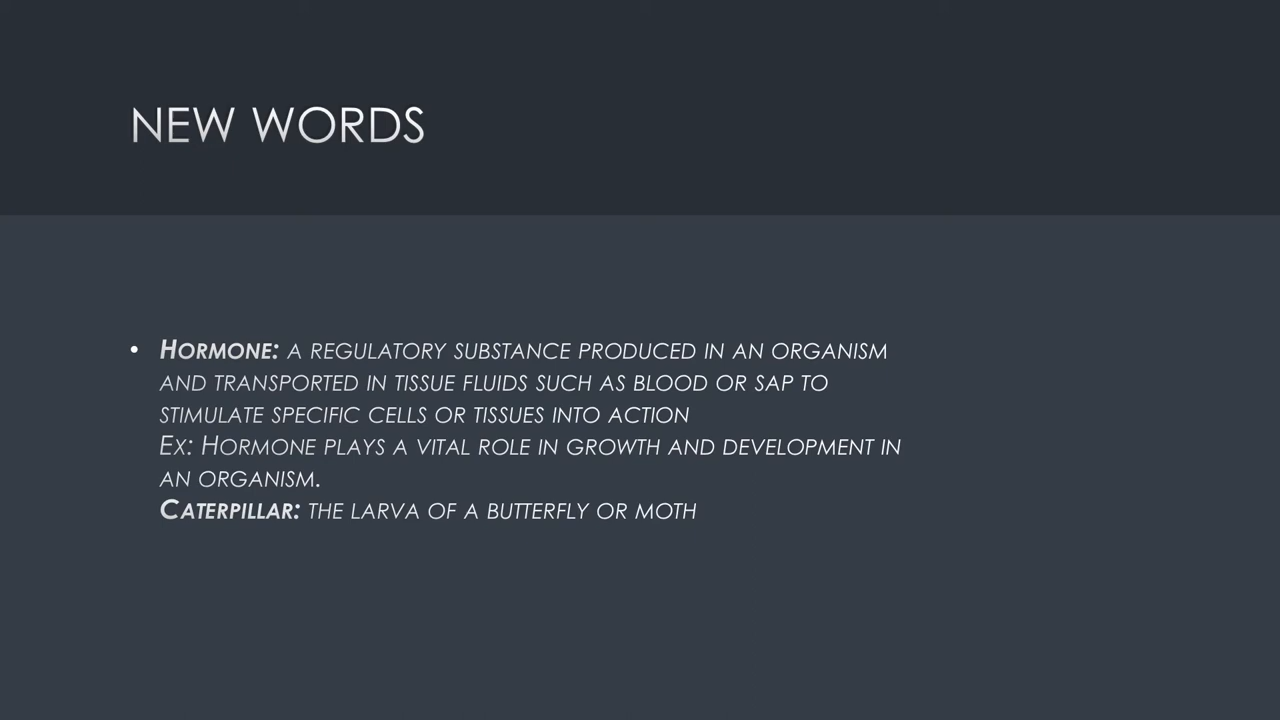 NEW WORDS
• HORMONE: A REGULATORY SUBSTANCE PRODUCED IN AN ORGANISM
AND TRANSPORTED IN TISSUE FLUIDS SUCH AS BLOOD OR SAP TO
STIMULATE SPECIFIC CELLS OR TISSUES INTO ACTION
EX: HORMONE PLAYS A VITAL ROLE IN GROWTH AND DEVELOPMENT IN
AN ORGANISM.
CATERPILLAR: THE LARVA OF A BUTTERFLY OR MOTH